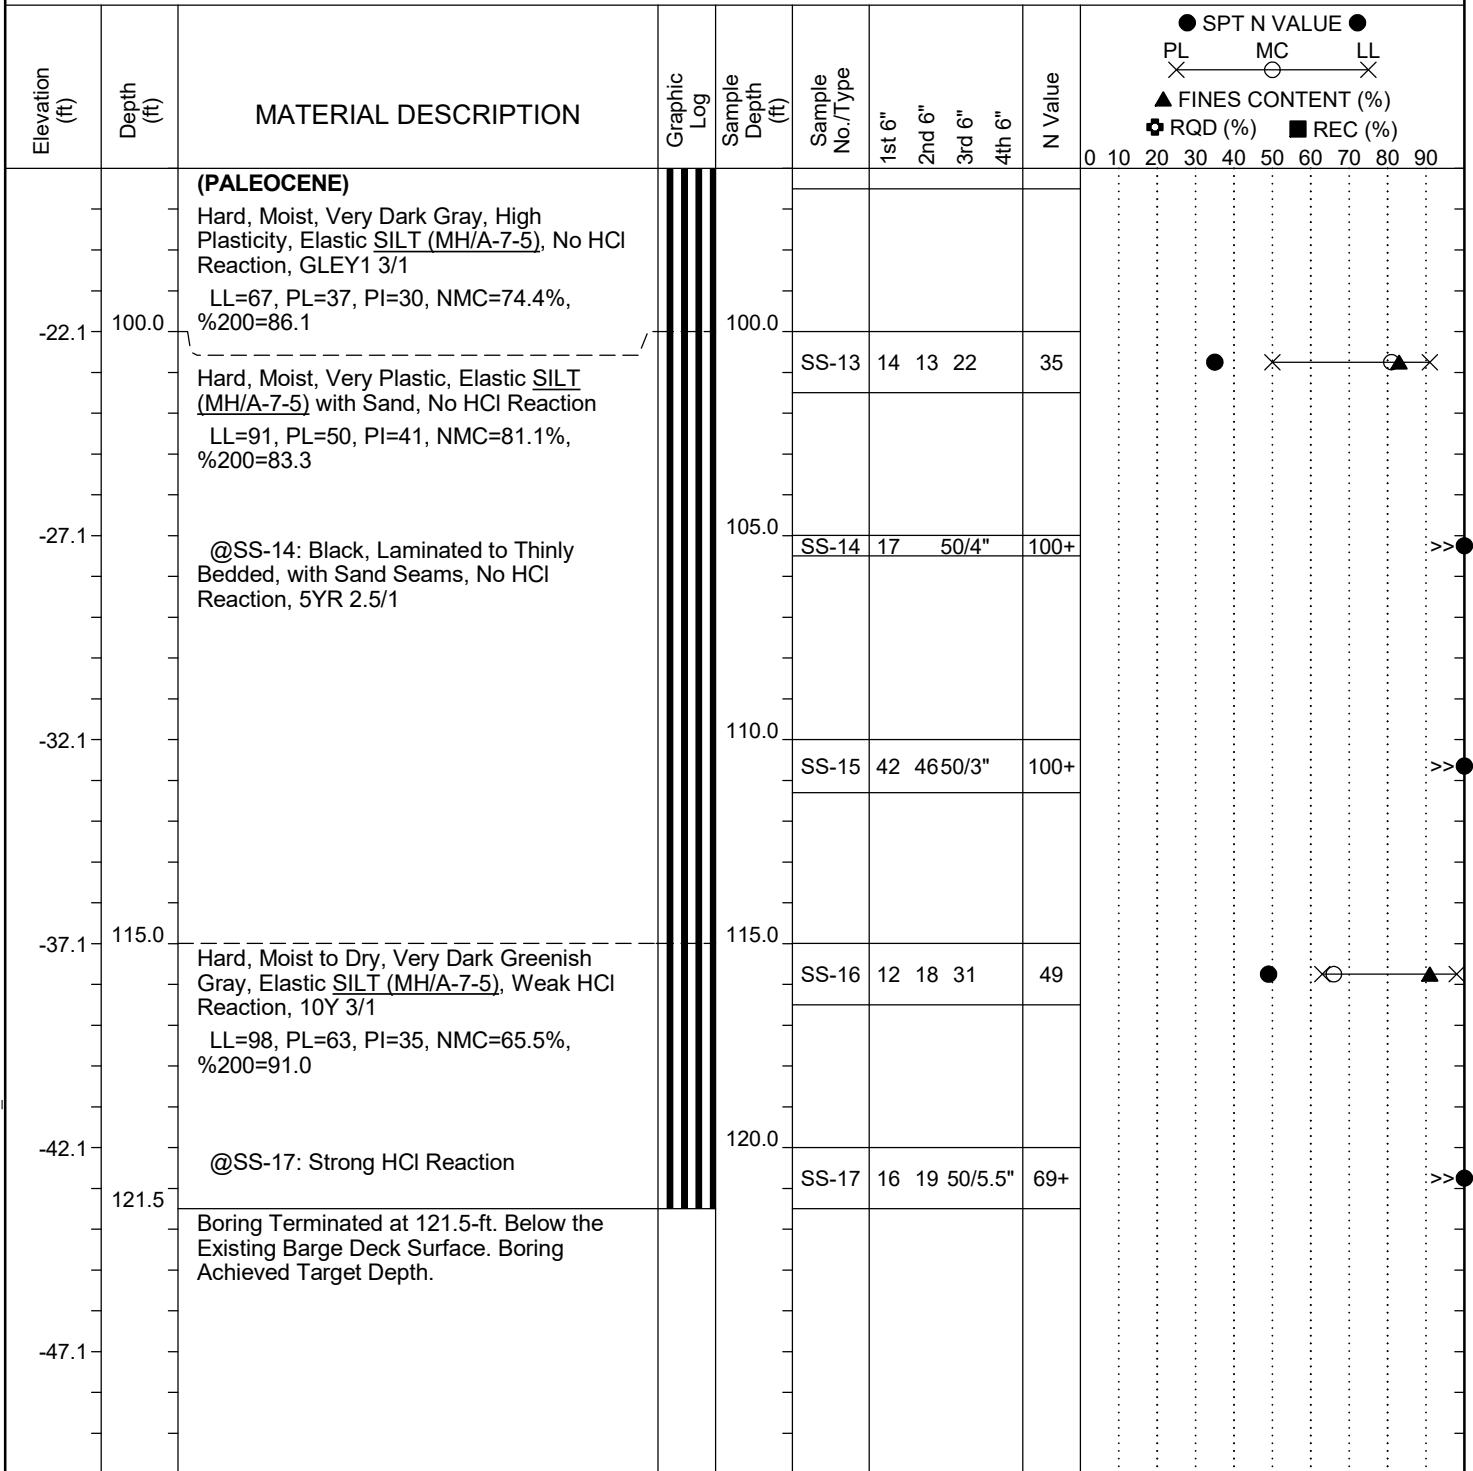 Elevation (ft)
Depth (ft)
MATERIAL DESCRIPTION
Graphic Log
Sample Depth (ft)
Sample No./Type
1st 6"
2nd 6"
3rd 6"
4th 6"
N Value
SPT N VALUE
PL MC LL
FINES CONTENT (%)
RQD (%) REC (%)
0 10 20 30 40 50 60 70 80 90
(PALEOCENE)
Hard, Moist, Very Dark Gray, High
Plasticity, Elastic SILT (MH/A-7-5), No HCl
Reaction, GLEY1 3/1
LL=67, PL=37, PI=30, NMC=74.4%,
%200=86.1
-22.1 100.0 100.0
SS-13 14 13 22 35
Hard, Moist, Very Plastic, Elastic SILT
(MH/A-7-5) with Sand, No HCl Reaction
LL=91, PL=50, PI=41, NMC=81.1%,
%200=83.3
-27.1 105.0
SS-14 17 50/4" 100+ >>
@SS-14: Black, Laminated to Thinly
Bedded, with Sand Seams, No HCl
Reaction, 5YR 2.5/1
-32.1 110.0
SS-15 42 46 50/3" 100+ >>
-37.1 115.0 115.0
Hard, Moist to Dry, Very Dark Greenish
Gray, Elastic SILT (MH/A-7-5), Weak HCl
Reaction, 10Y 3/1
SS-16 12 18 31 49
LL=98, PL=63, PI=35, NMC=65.5%,
%200=91.0
-42.1 120.0
@SS-17: Strong HCl Reaction
SS-17 16 19 50/5.5" 69+ >>
121.5
Boring Terminated at 121.5-ft. Below the
Existing Barge Deck Surface. Boring
Achieved Target Depth.
-47.1